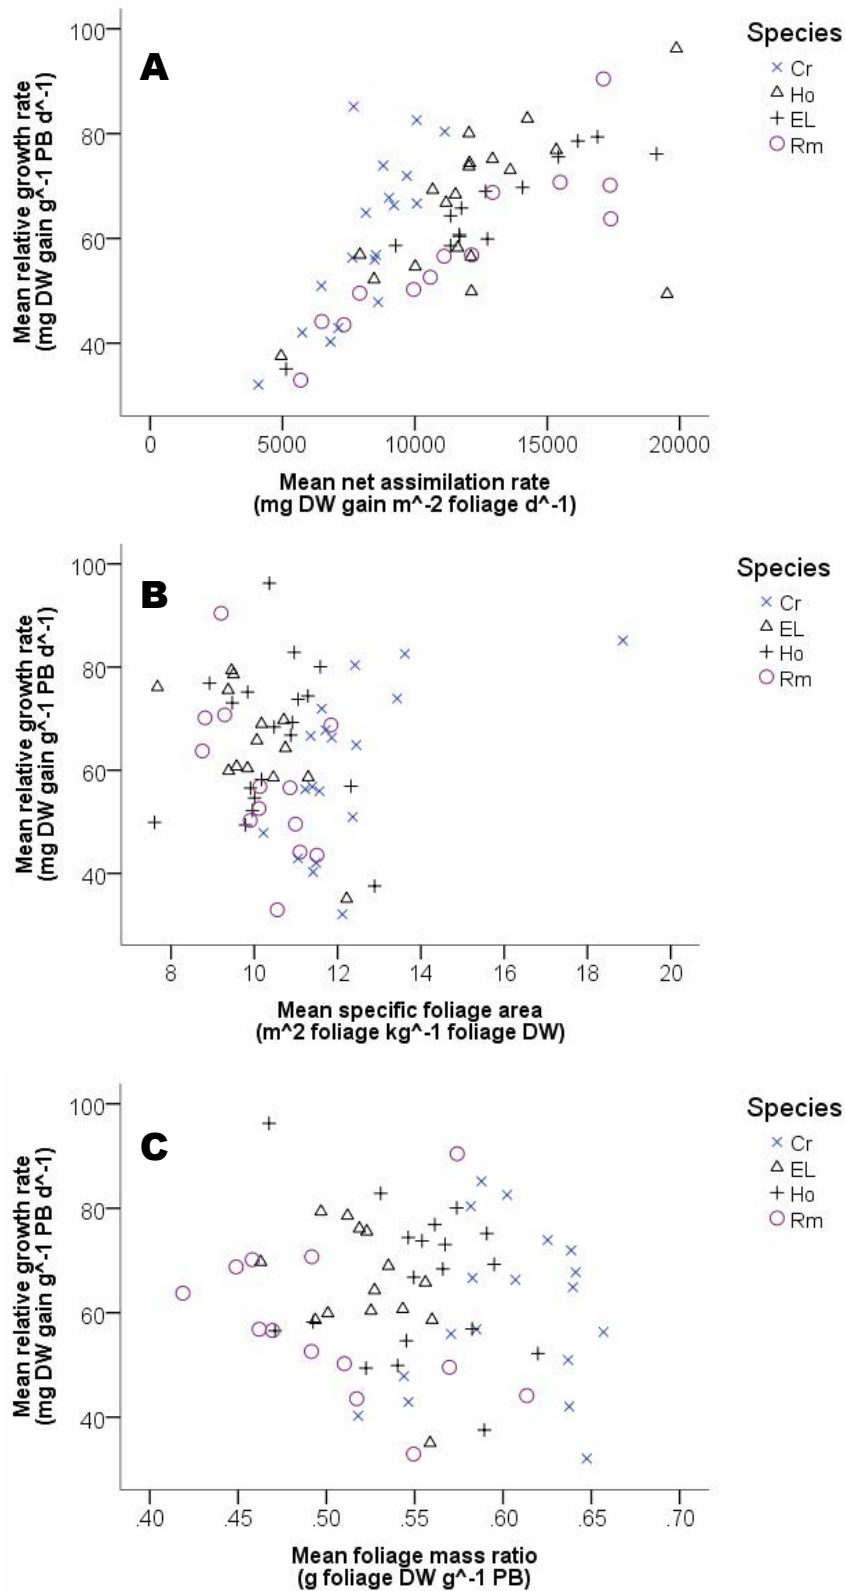 A
Mean relative growth rate
(mg DW gain g^-1 PB d^-1)
100
80
60
40
0
5000
10000
15000
20000
Mean net assimilation rate
(mg DW gain m^-2 foliage d^-1)
Species
Cr
Ho
EL
Rm
B
Mean relative growth rate
(mg DW gain g^-1 PB d^-1)
100
80
60
40
8
10
12
14
16
18
20
Mean specific foliage area
(m^2 foliage kg^-1 foliage DW)
Species
Cr
EL
Ho
Rm
C
Mean relative growth rate
(mg DW gain g^-1 PB d^-1)
100
80
60
40
.40
.45
.50
.55
.60
.65
.70
Mean foliage mass ratio
(g foliage DW g^-1 PB)
Species
Cr
EL
Ho
Rm